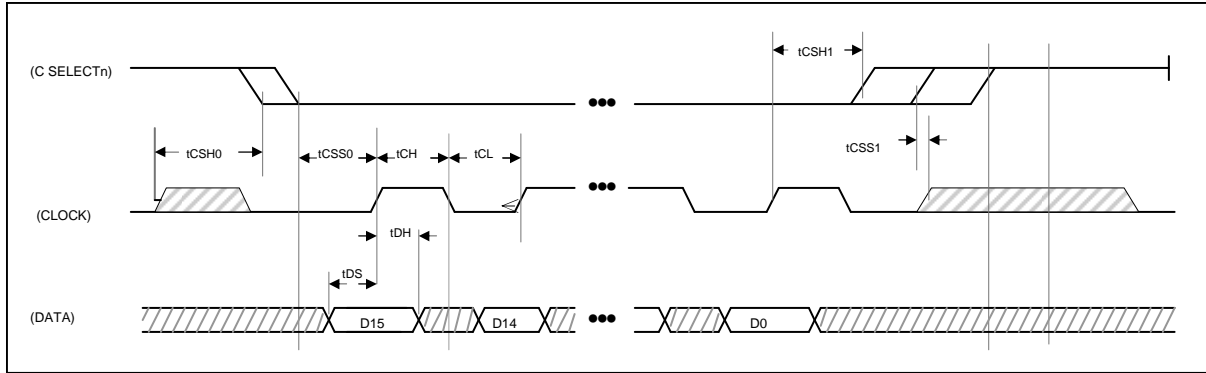 tCSH1
(C SELECTn)
●●●
tCSS1
tCSH0
tCSS0
tCH
tCL
●●●
(CLOCK)
tDH
tDS
(DATA)
D15
D14
●●●
D0